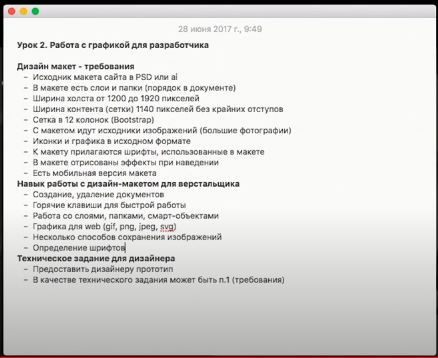 28 июня 2017 г., 9:49
Урок 2. Работа с графикой для разработчика
Дизайн макет - требования
– Исходник макета сайта в PSD или ai
– В макете есть слои и папки (порядок в документе)
– Ширина холста от 1200 до 1920 пикселей
– Ширина контента (сетки) 1140 пикселей без крайних отступов
– Сетка в 12 колонок (Bootstrap)
– С макетом идут исходники изображений (большие фотографии)
– Иконки и графика в исходном формате
– К макету прилагаются шрифты, использованные в макете
– В макете отрисованы эффекты при наведении
– Есть мобильная версия макета
Навык работы с дизайн-макетом для верстальщика
– Создание, удаление документов
– Горячие клавиши для быстрой работы
– Работа со слоями, папками, смарт-объектами
– Графика для web (gif, png, jpeg, svg)
– Несколько способов сохранения изображений
– Определение шрифтов
Техническое задание для дизайнера
– Предоставить дизайнеру прототип
– В качестве технического задания может быть п.1 (требования)